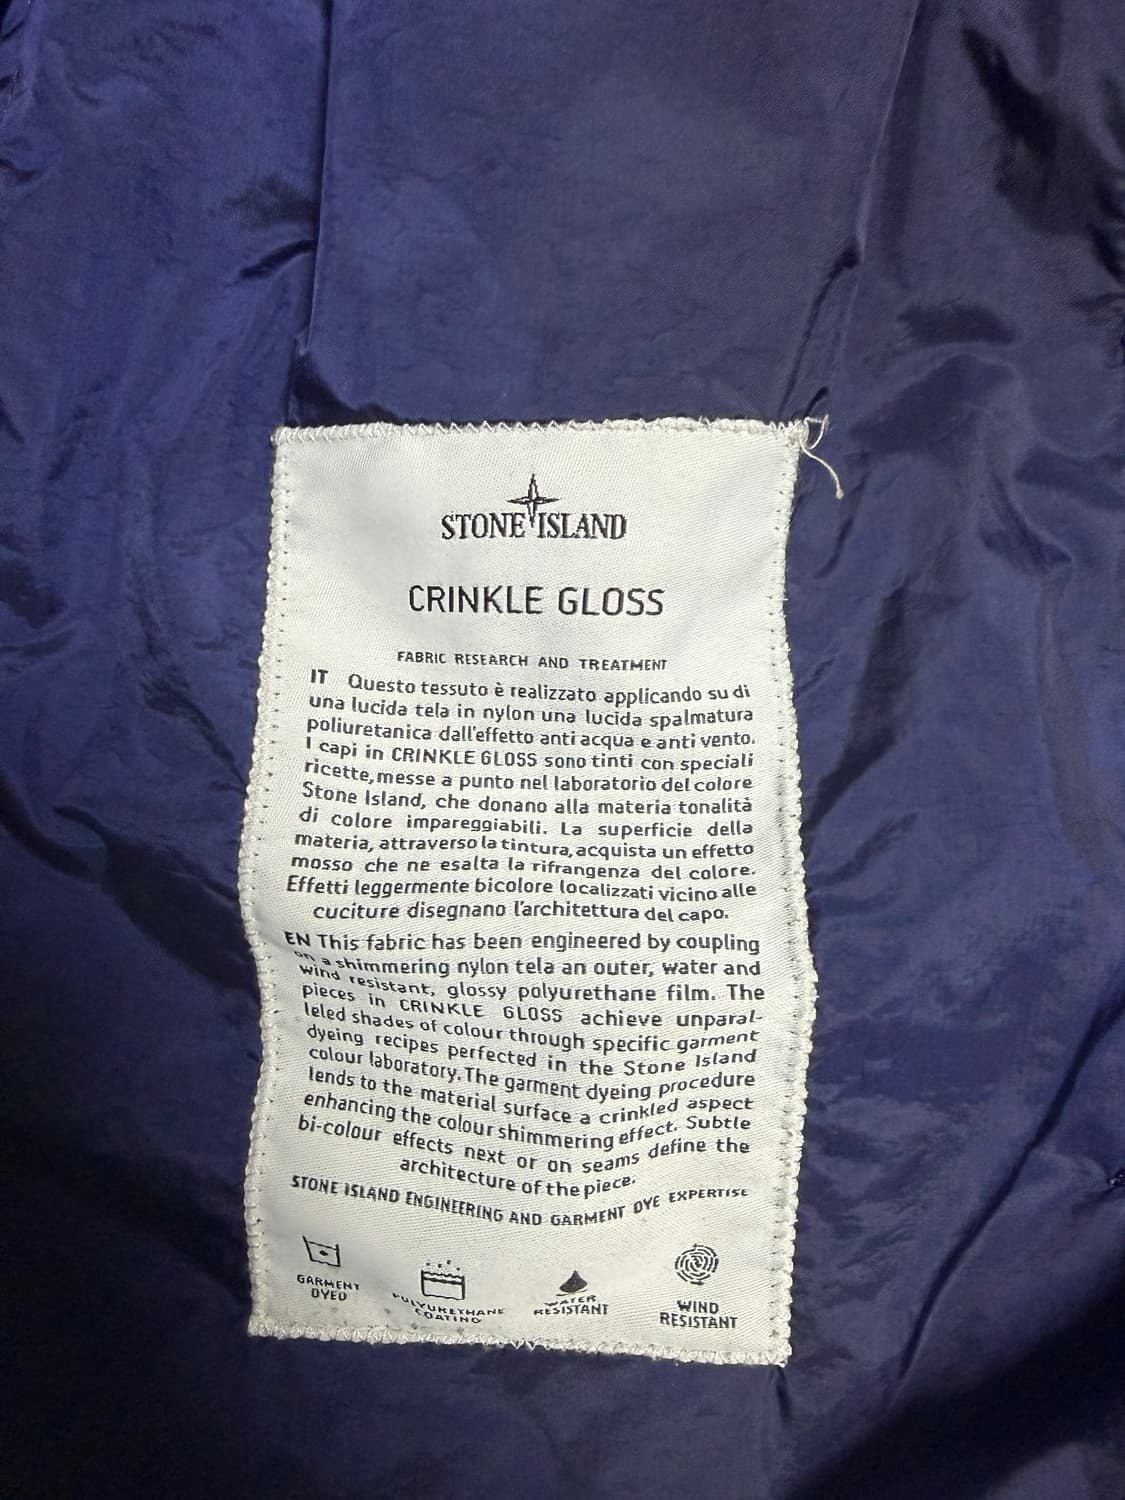 STONE ISLAND
CRINKLE GLOSS
FABRIC RESEARCH AND TREATMENT
IT Questo tessuto è realizzato applicando su di
una lucida tela in nylon una lucida spalmatura
poliuretanica dall'effetto anti acqua e anti vento.
I capi in CRINKLE GLOSS sono tinti con speciali
ricette, messe a punto nel laboratorio del colore
Stone Island, che donano alla materia tonalità
di colore impareggiabili. La superficie della
materia, attraverso la tintura, acquista un effetto
mosso che ne esalta la rifrangenza del colore.
Effetti leggermente bicolore localizzati vicino alle
cuciture disegnano l'architettura del capo.
EN This fabric has been engineered by coupling
on a shimmering nylon tela an outer, water and
wind resistant, glossy polyurethane film. The
pieces in CRINKLE GLOSS achieve unparal-
leled shades of colour through specific garment
dyeing recipes perfected in the Stone Island
colour laboratory. The garment dyeing procedure
lends to the material surface a crinkled aspect
enhancing the colour shimmering effect. Subtle
bi-colour effects next or on seams define the
architecture of the piece.
STONE ISLAND ENGINEERING AND GARMENT DYE EXPERTISE
GARMENT
DYED
POLYURETHANE
COATING
WATER
RESISTANT
WIND
RESISTANT